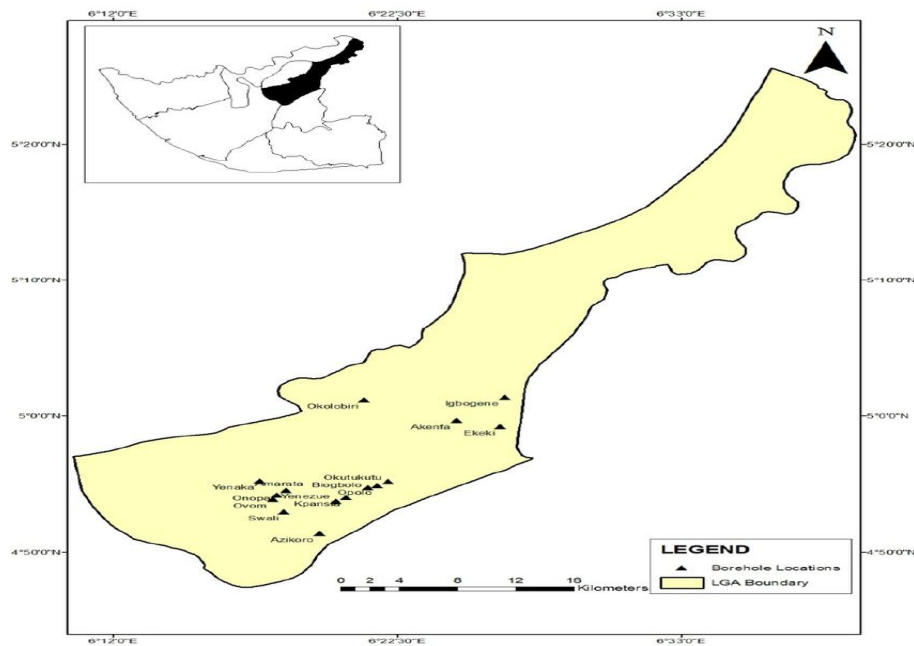 6°12'0"E 6°22'30"E 6°33'0"E
N
5°20'0"N 5°20'0"N
5°10'0"N 5°10'0"N
Okolobiri
Igbogene
5°0'0"N 5°0'0"N
Akenfa
Ekeki
Okutukutu
Yenaka
Biogbolo
Opolo
Yenezue
Onopa
Kpansia
Ovom
Swali
Azikoro
4°50'0"N 4°50'0"N
LEGEND
Borehole Locations
LGA Boundary
0 2 4 8 12 16
Kilometers
6°12'0"E 6°22'30"E 6°33'0"E